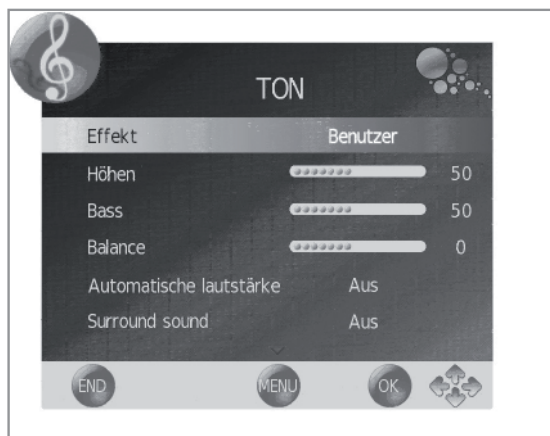 TON
Effekt Benutzer
Höhen 50
Bass 50
Balance 0
Automatische lautstärke Aus
Surround sound Aus
END MENU OK